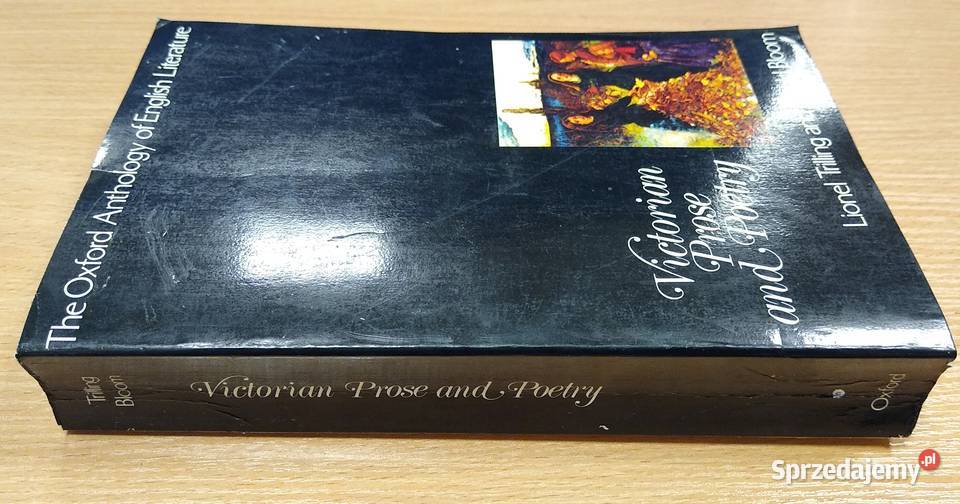 The Oxford Anthology of English Literature
Victorian
Prose
and Poetry
Lionel Trilling a
Bloom
Trilling
Bloom
Victorian Prose and Poetry
Oxford
Sprzedajemy.pl